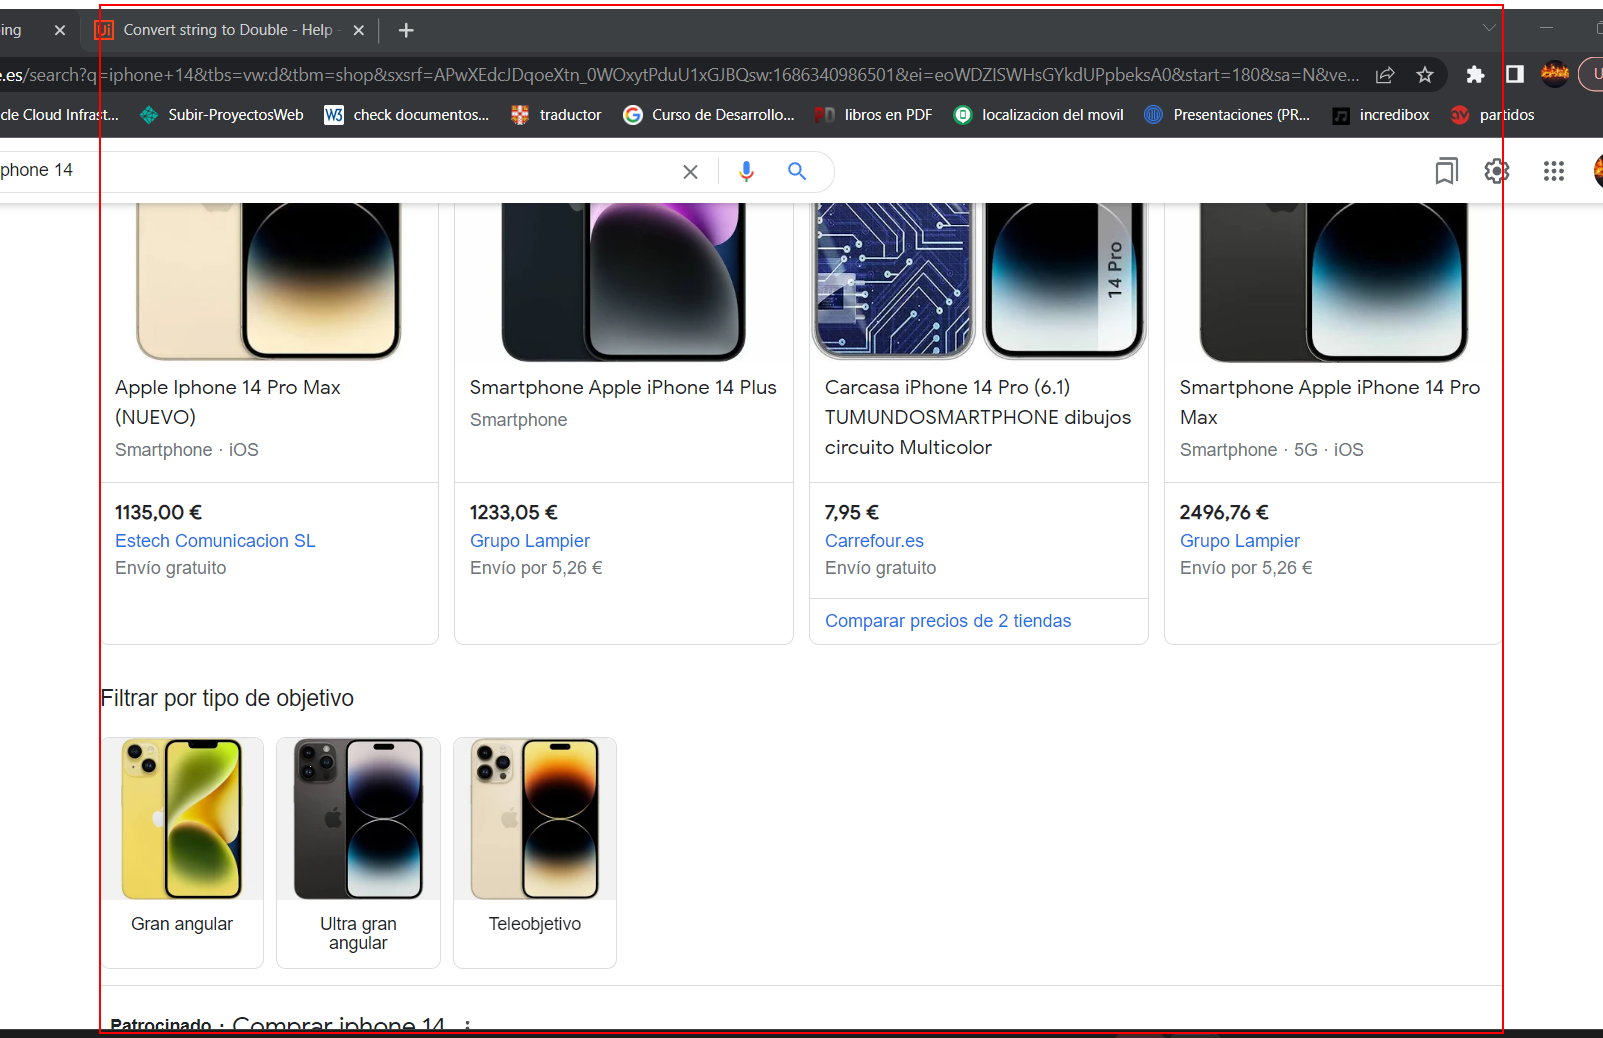 ing
Ui Convert string to Double - Help -
e.es/search?q=iphone+14&tbs=vw:d&tbm=shop&sxsrf=APwXEdcJDqoeXtn_0WOxytPduU1xGJBQsw:1686340986501&ei=eoWDZISWHsGYkdUPpbeksA0&start=180&sa=N&ve...
cle Cloud Infrast... Subir-ProyectosWeb W3 check documentos... traductor Curso de Desarrollo... libros en PDF localizacion del movil Presentaciones (PR... incredibox partidos
phone 14
14 Pro
Apple Iphone 14 Pro Max
(NUEVO)
Smartphone · iOS
1135,00 €
Estech Comunicacion SL
Envío gratuito
Smartphone Apple iPhone 14 Plus
Smartphone
1233,05 €
Grupo Lampier
Envío por 5,26 €
Carcasa iPhone 14 Pro (6.1)
TUMUNDOSMARTPHONE dibujos
circuito Multicolor
7,95 €
Carrefour.es
Envío gratuito
Comparar precios de 2 tiendas
Smartphone Apple iPhone 14 Pro
Max
Smartphone · 5G · iOS
2496,76 €
Grupo Lampier
Envío por 5,26 €
Filtrar por tipo de objetivo
Gran angular
Ultra gran
angular
Teleobjetivo
Patrocinado · Comprar iphone 14